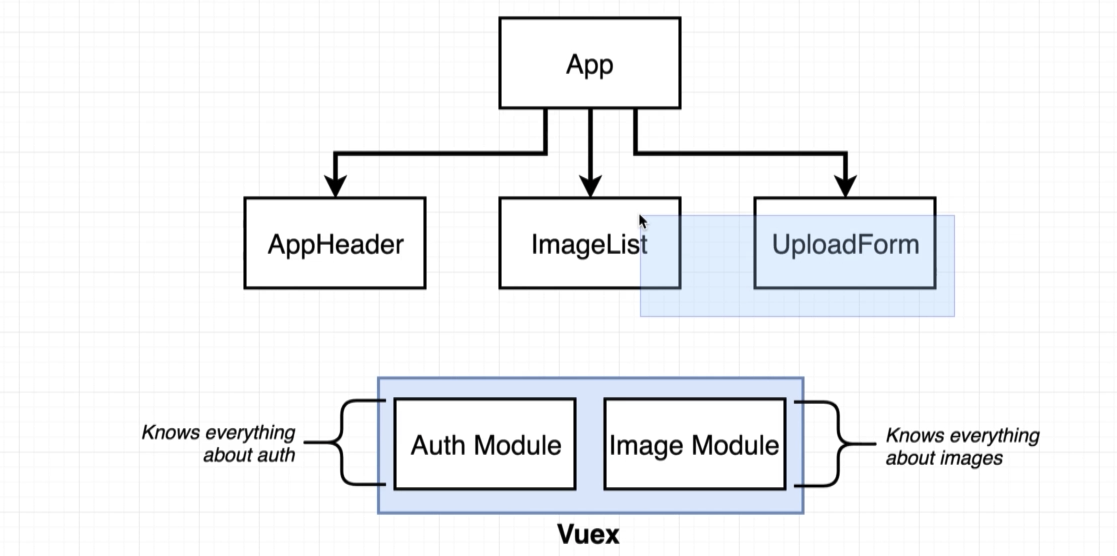 App
AppHeader
ImageList
UploadForm
Knows everything
about auth
Auth Module
Image Module
Knows everything
about images
Vuex